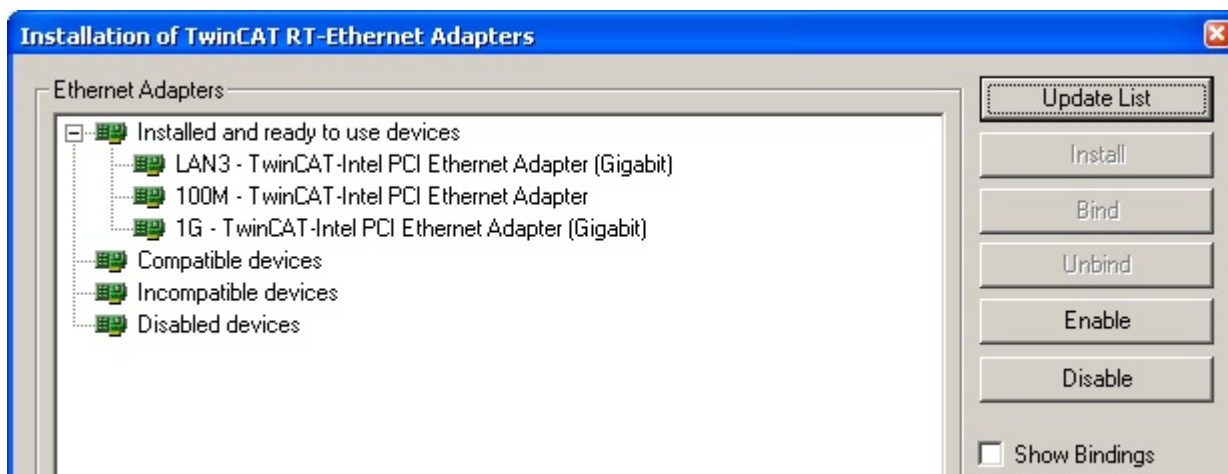 Installation of TwinCAT RT-Ethernet Adapters
Ethernet Adapters
Installed and ready to use devices
LAN3 - TwinCAT-Intel PCI Ethernet Adapter (Gigabit)
100M - TwinCAT-Intel PCI Ethernet Adapter
1G - TwinCAT-Intel PCI Ethernet Adapter (Gigabit)
Compatible devices
Incompatible devices
Disabled devices
Update List
Install
Bind
Unbind
Enable
Disable
Show Bindings